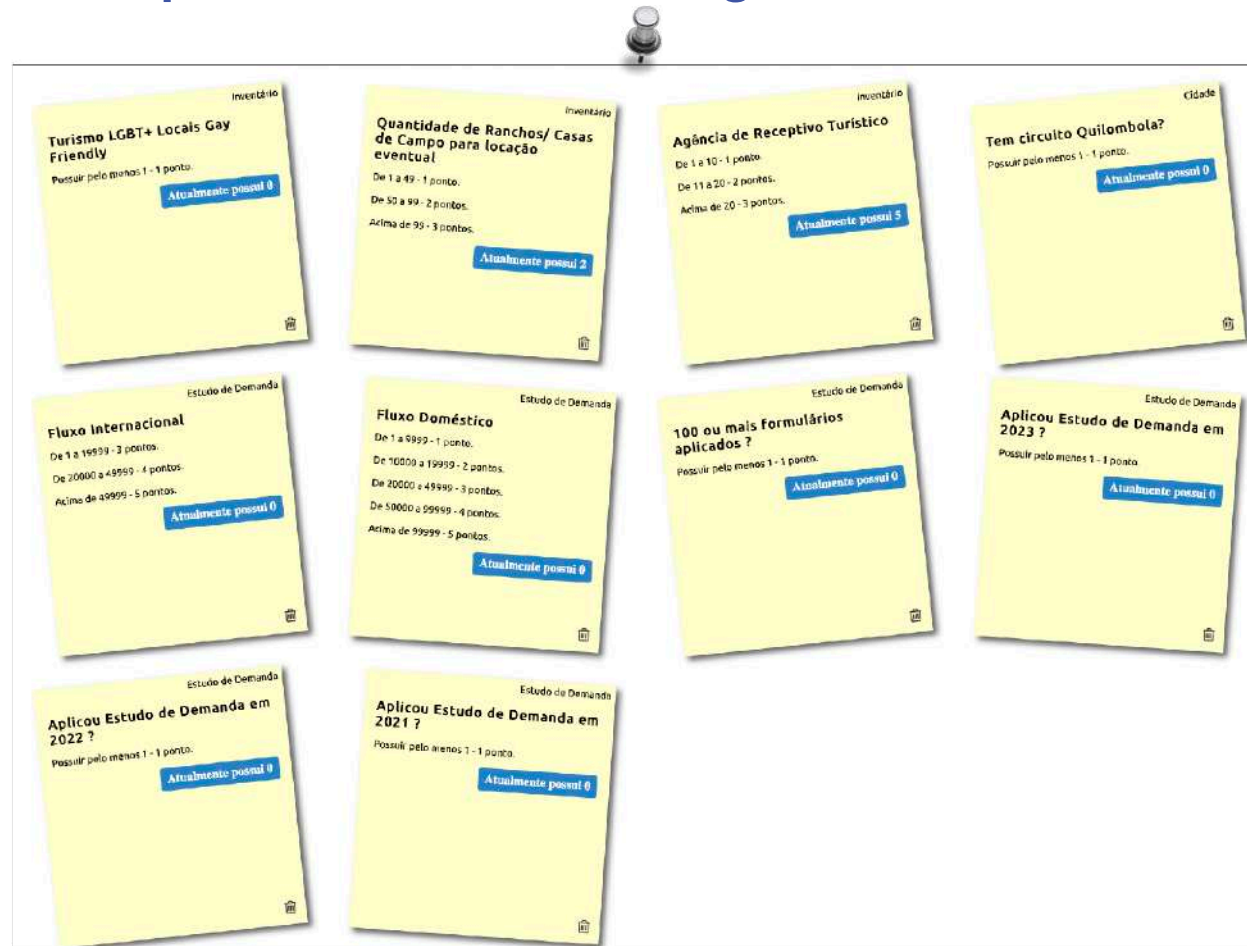 Inventário
Turismo LGBT+ Locais Gay
Friendly
Possuir pelo menos 1 - 1 ponto.
Atualmente possui 0
Inventário
Quantidade de Ranchos/ Casas
de Campo para locação
eventual
De 1 a 49 - 1 ponto.
De 50 a 99 - 2 pontos.
Acima de 99 - 3 pontos.
Atualmente possui 2
Inventário
Agência de Receptivo Turístico
De 1 a 10 - 1 ponto.
De 11 a 20 - 2 pontos.
Acima de 20 - 3 pontos.
Atualmente possui 5
Cidade
Tem circuito Quilombola?
Possuir pelo menos 1 - 1 ponto.
Atualmente possui 0
Estudo de Demanda
Fluxo Internacional
De 1 a 19999 - 3 pontos.
De 20000 a 49999 - 4 pontos.
Acima de 49999 - 5 pontos.
Atualmente possui 0
Estudo de Demanda
Fluxo Doméstico
De 1 a 9999 - 1 ponto.
De 10000 a 19999 - 2 pontos.
De 20000 a 49999 - 3 pontos.
De 50000 a 99999 - 4 pontos.
Acima de 99999 - 5 pontos.
Atualmente possui 0
Estudo de Demanda
100 ou mais formulários
aplicados ?
Possuir pelo menos 1 - 1 ponto.
Atualmente possui 0
Estudo de Demanda
Aplicou Estudo de Demanda em
2023 ?
Possuir pelo menos 1 - 1 ponto.
Atualmente possui 0
Estudo de Demanda
Aplicou Estudo de Demanda em
2022 ?
Possuir pelo menos 1 - 1 ponto.
Atualmente possui 0
Estudo de Demanda
Aplicou Estudo de Demanda em
2021 ?
Possuir pelo menos 1 - 1 ponto.
Atualmente possui 0